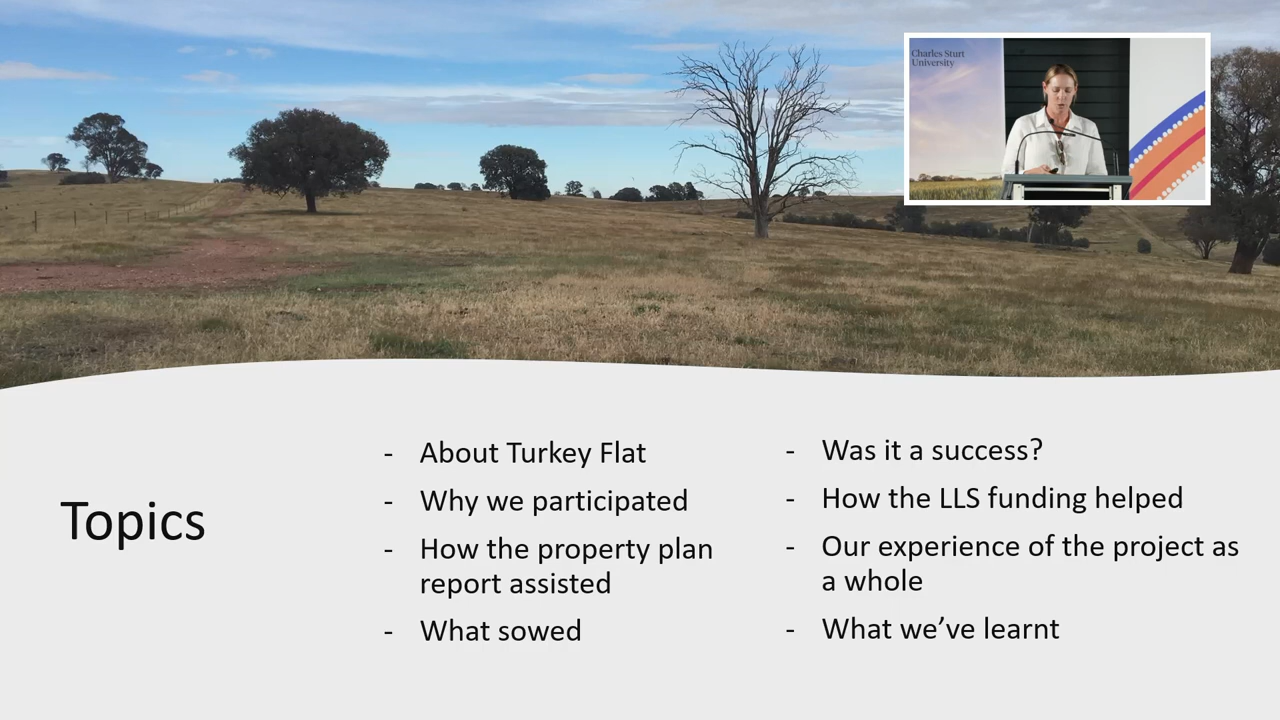 Charles Sturt
University
Topics
- About Turkey Flat
- Why we participated
- How the property plan
report assisted
- What sowed
- Was it a success?
- How the LLS funding helped
- Our experience of the project as
a whole
- What we’ve learnt